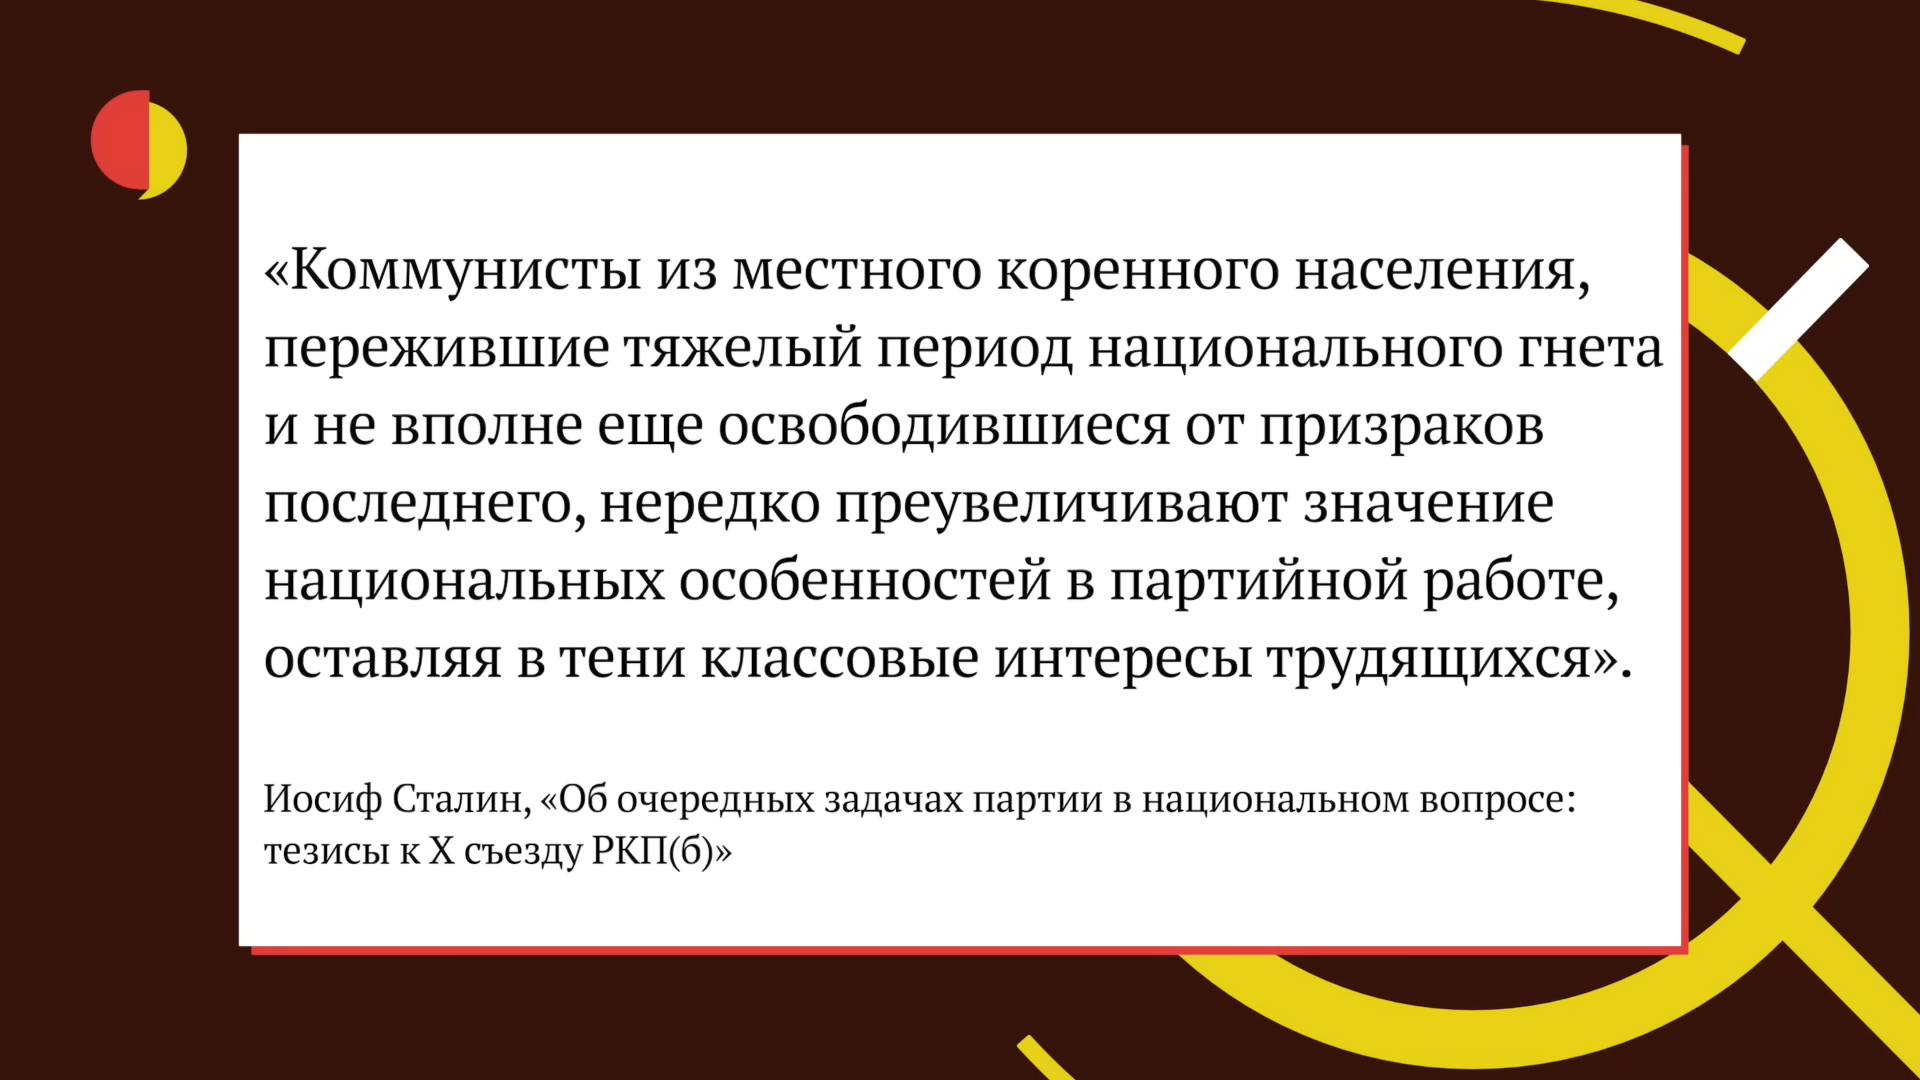 «Коммунисты из местного коренного населения,
пережившие тяжелый период национального гнета
и не вполне еще освободившиеся от призраков
последнего, нередко преувеличивают значение
национальных особенностей в партийной работе,
оставляя в тени классовые интересы трудящихся».
Иосиф Сталин, «Об очередных задачах партии в национальном вопросе:
тезисы к X съезду РКП(б)»